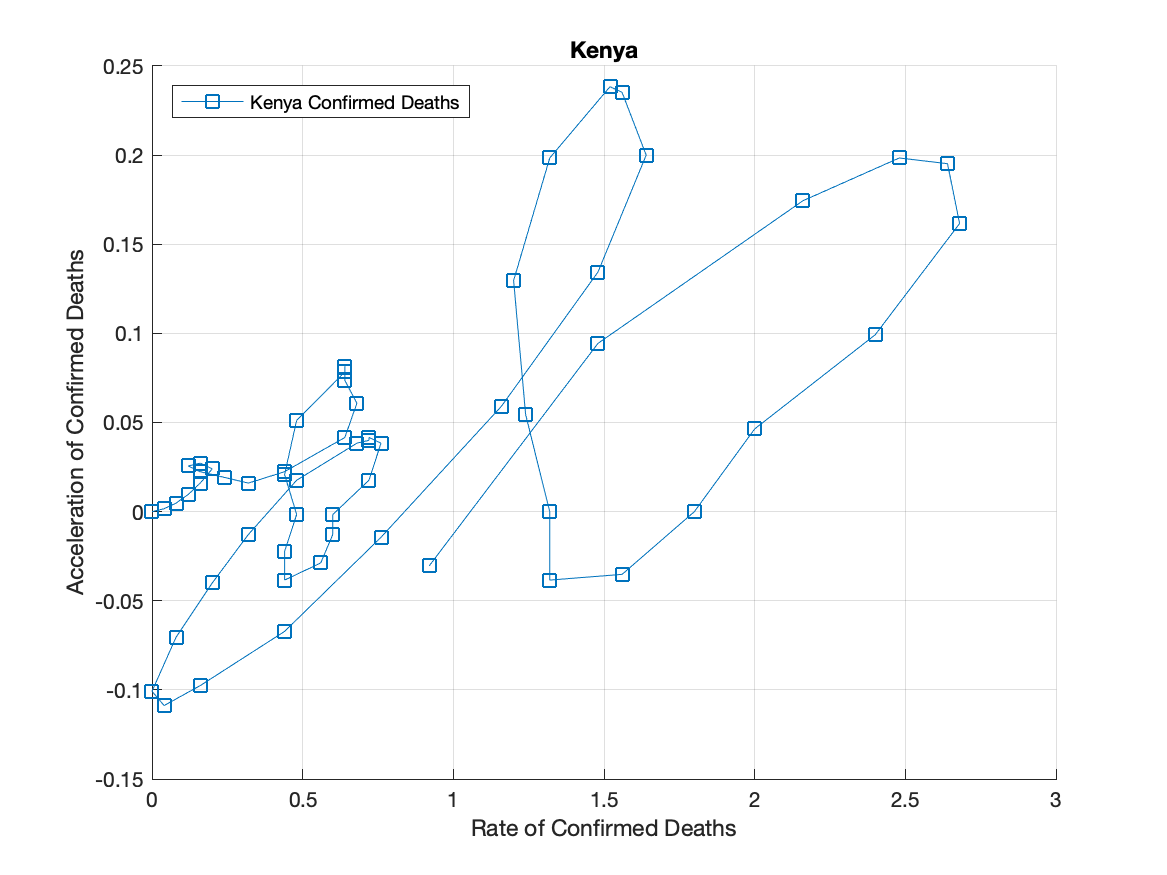 Kenya
Kenya Confirmed Deaths
Acceleration of Confirmed Deaths
0.25
0.2
0.15
0.1
0.05
0
-0.05
-0.1
-0.15
0 0.5 1 1.5 2 2.5 3
Rate of Confirmed Deaths